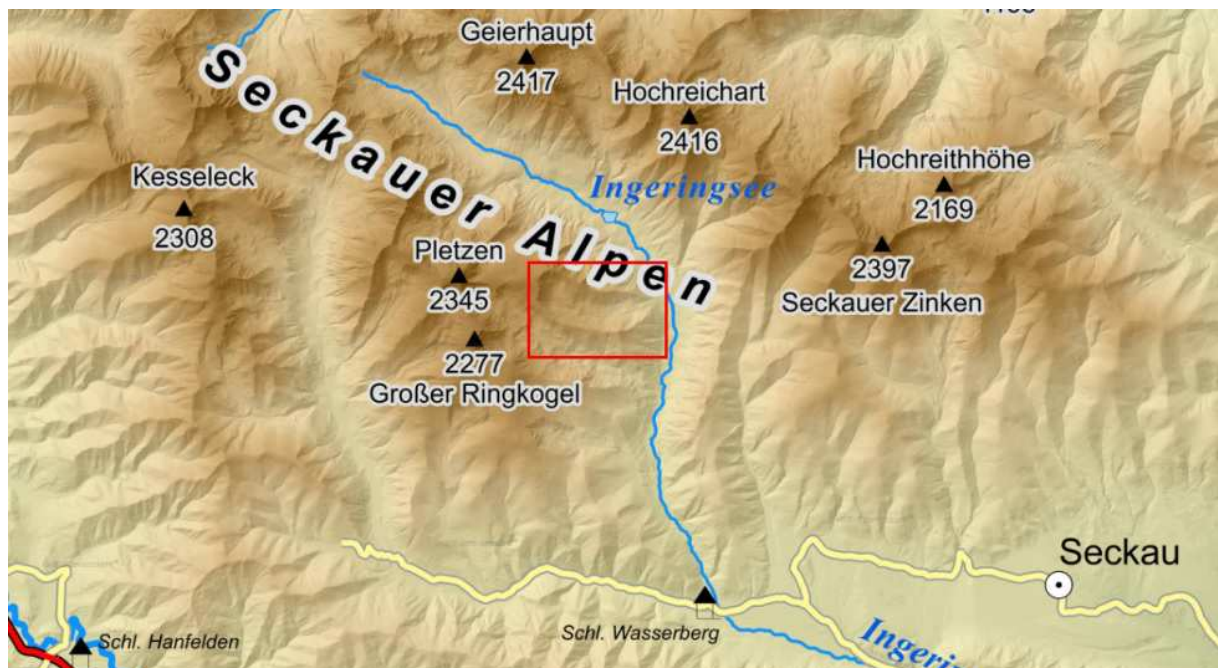 Geierhaupt
2417
Hochreichart
2416
Hochreithhöhe
2169
Kesseleck
2308
Seckauer Alpen
Ingeringsee
Pletzen
2345
2397
Seckauer Zinken
2277
Großer Ringkogel
Seckau
Schl. Hanfelden
Schl. Wasserberg